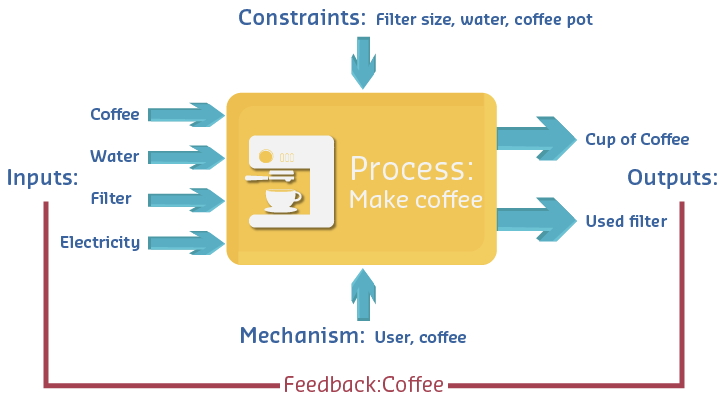 Constraints: Filter size, water, coffee pot
Coffee
Water
Inputs:
Filter
Electricity
Process:
Make coffee
Cup of Coffee
Outputs:
Used filter
Mechanism: User, coffee
Feedback:Coffee